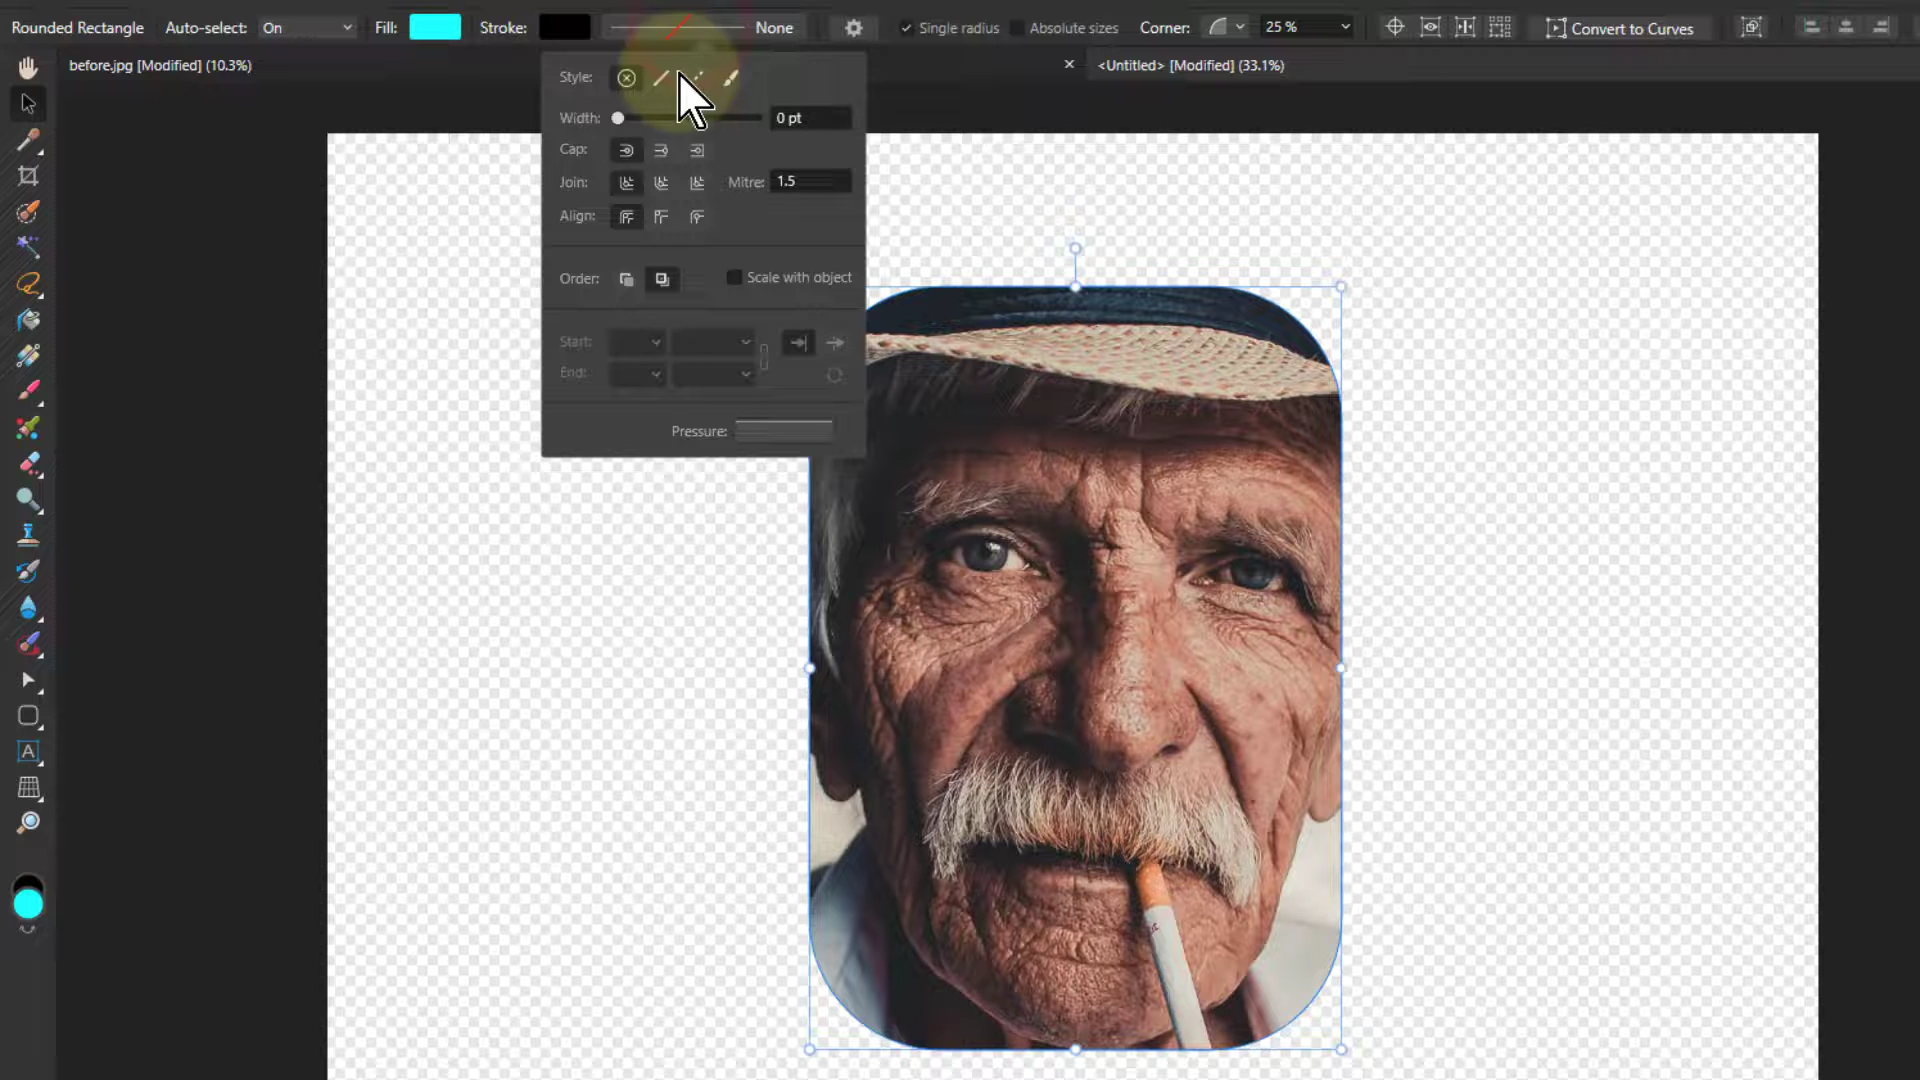 Rounded Rectangle Auto-select: On Fill: Stroke: None Single radius Absolute sizes Corner: 25 % Convert to Curves
before.jpg [Modified] (10.3%) <Untitled> [Modified] (33.1%)
Style:
Width: 0 pt
Cap:
Join: Mitre: 1.5
Align:
Order: Scale with object
Start:
End:
Pressure:
A